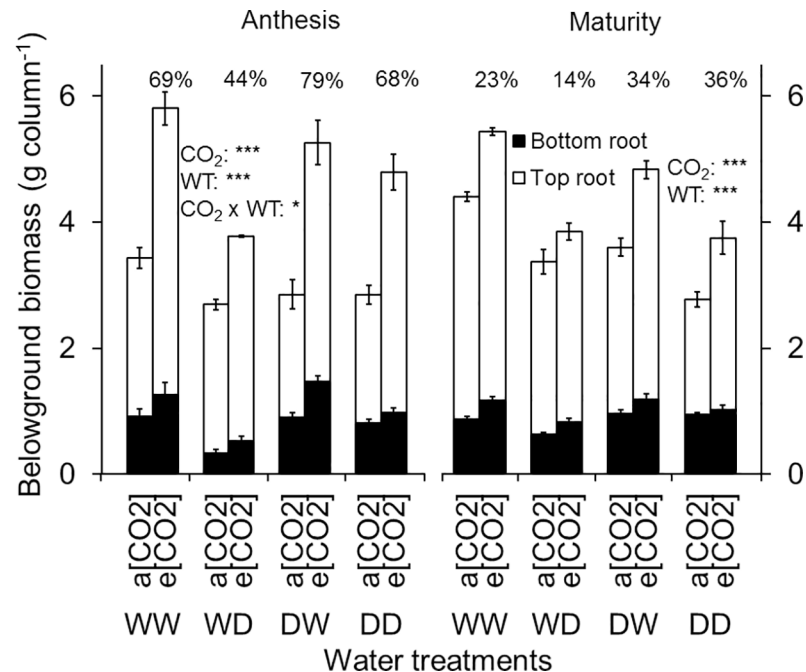 Anthesis
Maturity
Belowground biomass (g column⁻¹)
6
4
2
0
69% 44% 79% 68%
23% 14% 34% 36%
CO₂: ***
WT: ***
CO₂ x WT: *
Bottom root
Top root
CO₂: ***
WT: ***
6
4
2
0
a[CO2] e[CO2] a[CO2] e[CO2] a[CO2] e[CO2] a[CO2] e[CO2] a[CO2] e[CO2] a[CO2] e[CO2] a[CO2] e[CO2] a[CO2] e[CO2]
WW WD DW DD WW WD DW DD
Water treatments